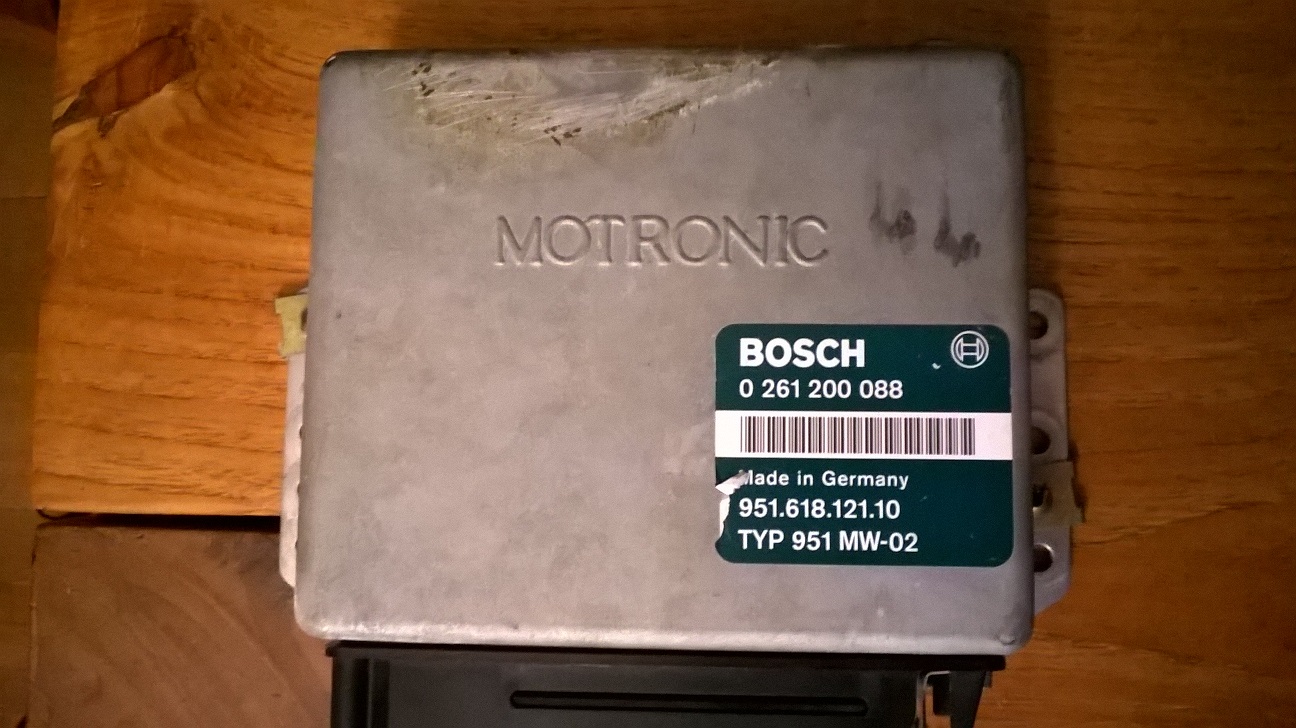 MOTRONIC
BOSCH
0 261 200 088
Made in Germany
951.618.121.10
TYP 951 MW-02